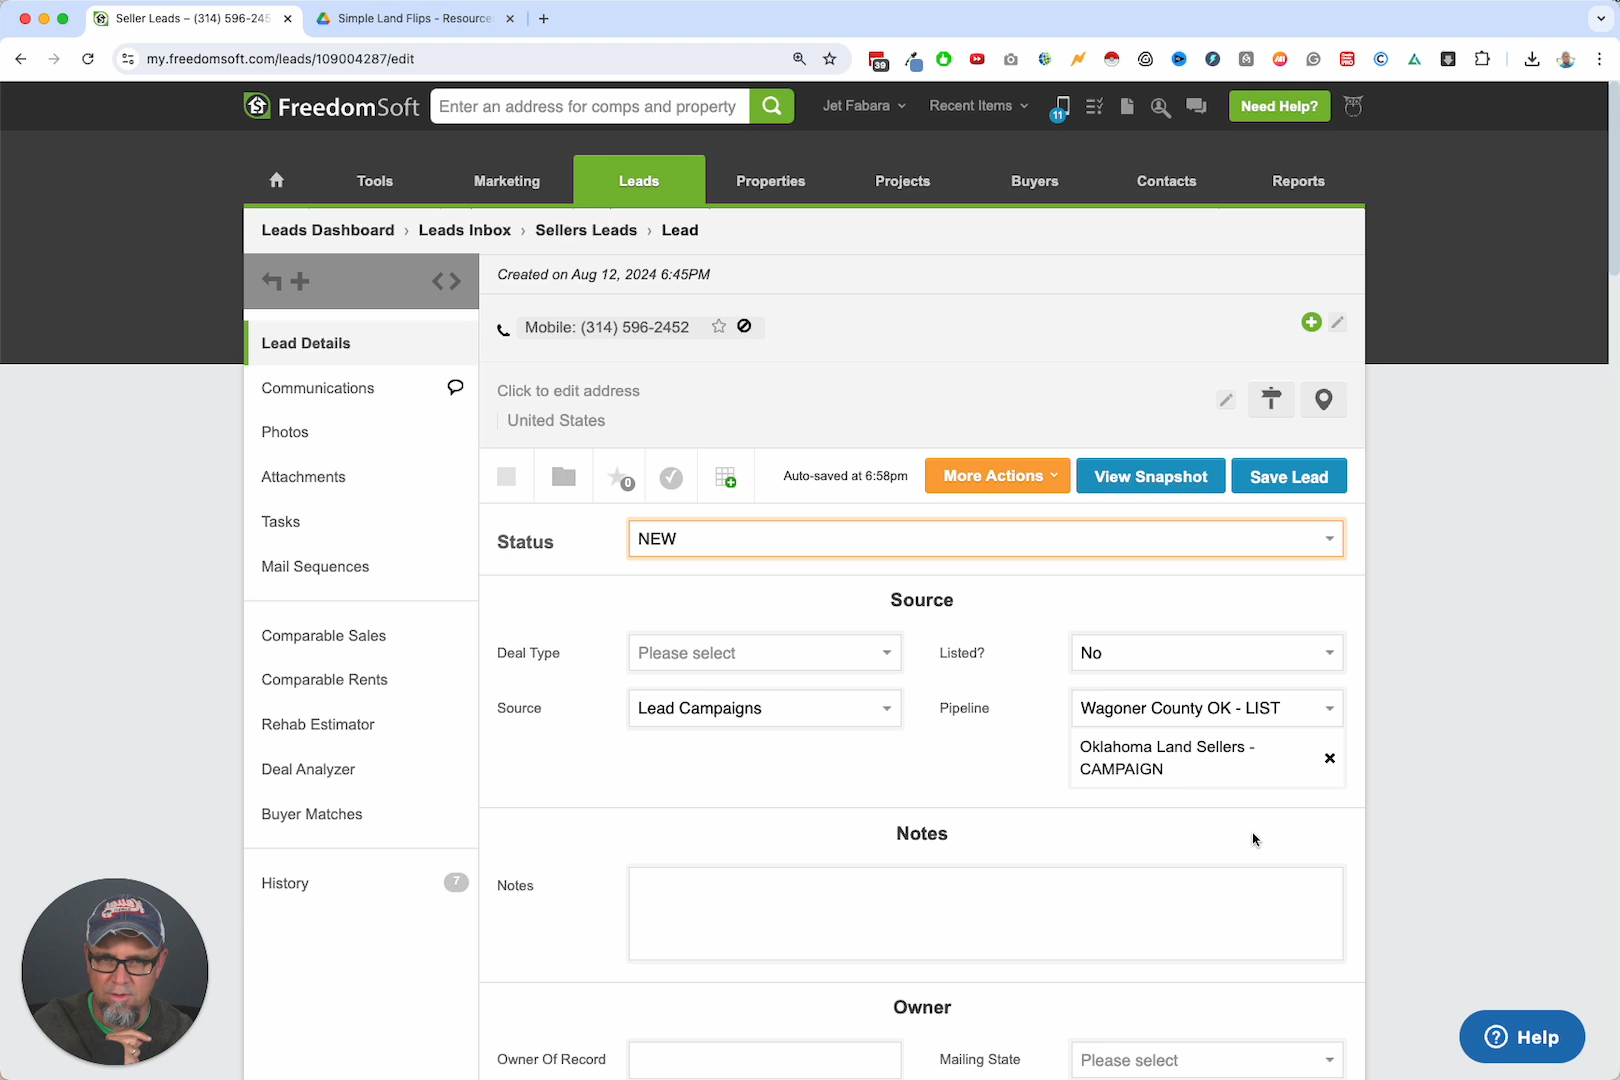 Seller Leads – (314) 596-245
Simple Land Flips - Resource
my.freedomsoft.com/leads/109004287/edit
39
FreedomSoft
Enter an address for comps and property
Jet Fabara
Recent Items
11
Need Help?
Tools
Marketing
Leads
Properties
Projects
Buyers
Contacts
Reports
Leads Dashboard › Leads Inbox › Sellers Leads › Lead
Created on Aug 12, 2024 6:45PM
Mobile: (314) 596-2452
Click to edit address
United States
Lead Details
Communications
Photos
Attachments
Tasks
Mail Sequences
Comparable Sales
Comparable Rents
Rehab Estimator
Deal Analyzer
Buyer Matches
History
7
0
Auto-saved at 6:58pm
More Actions
View Snapshot
Save Lead
Status
NEW
Source
Deal Type
Please select
Listed?
No
Source
Lead Campaigns
Pipeline
Wagoner County OK - LIST
Oklahoma Land Sellers -
CAMPAIGN
Notes
Notes
Owner
Owner Of Record
Mailing State
Please select
Help